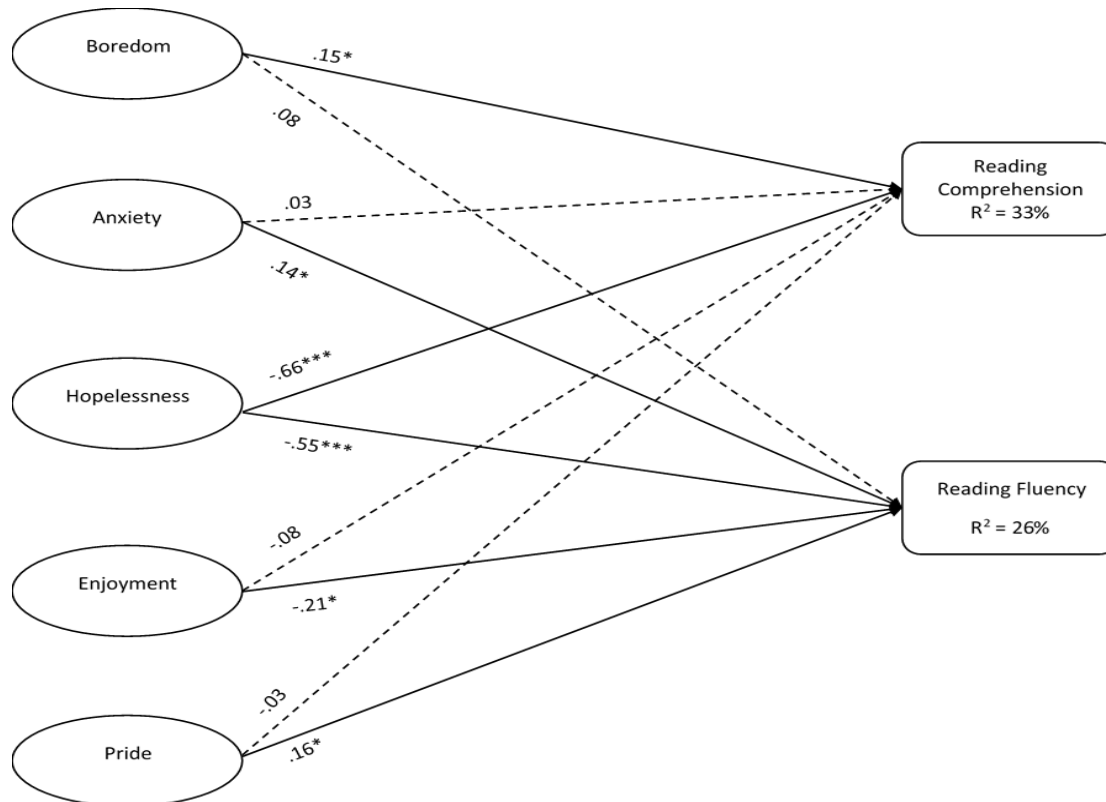 Boredom
.15*
.08
Reading
Comprehension
R² = 33%
Anxiety
.03
.14*
Hopelessness
-.66***
-.55***
Reading Fluency
R² = 26%
Enjoyment
-.08
-.21*
Pride
-.03
.16*